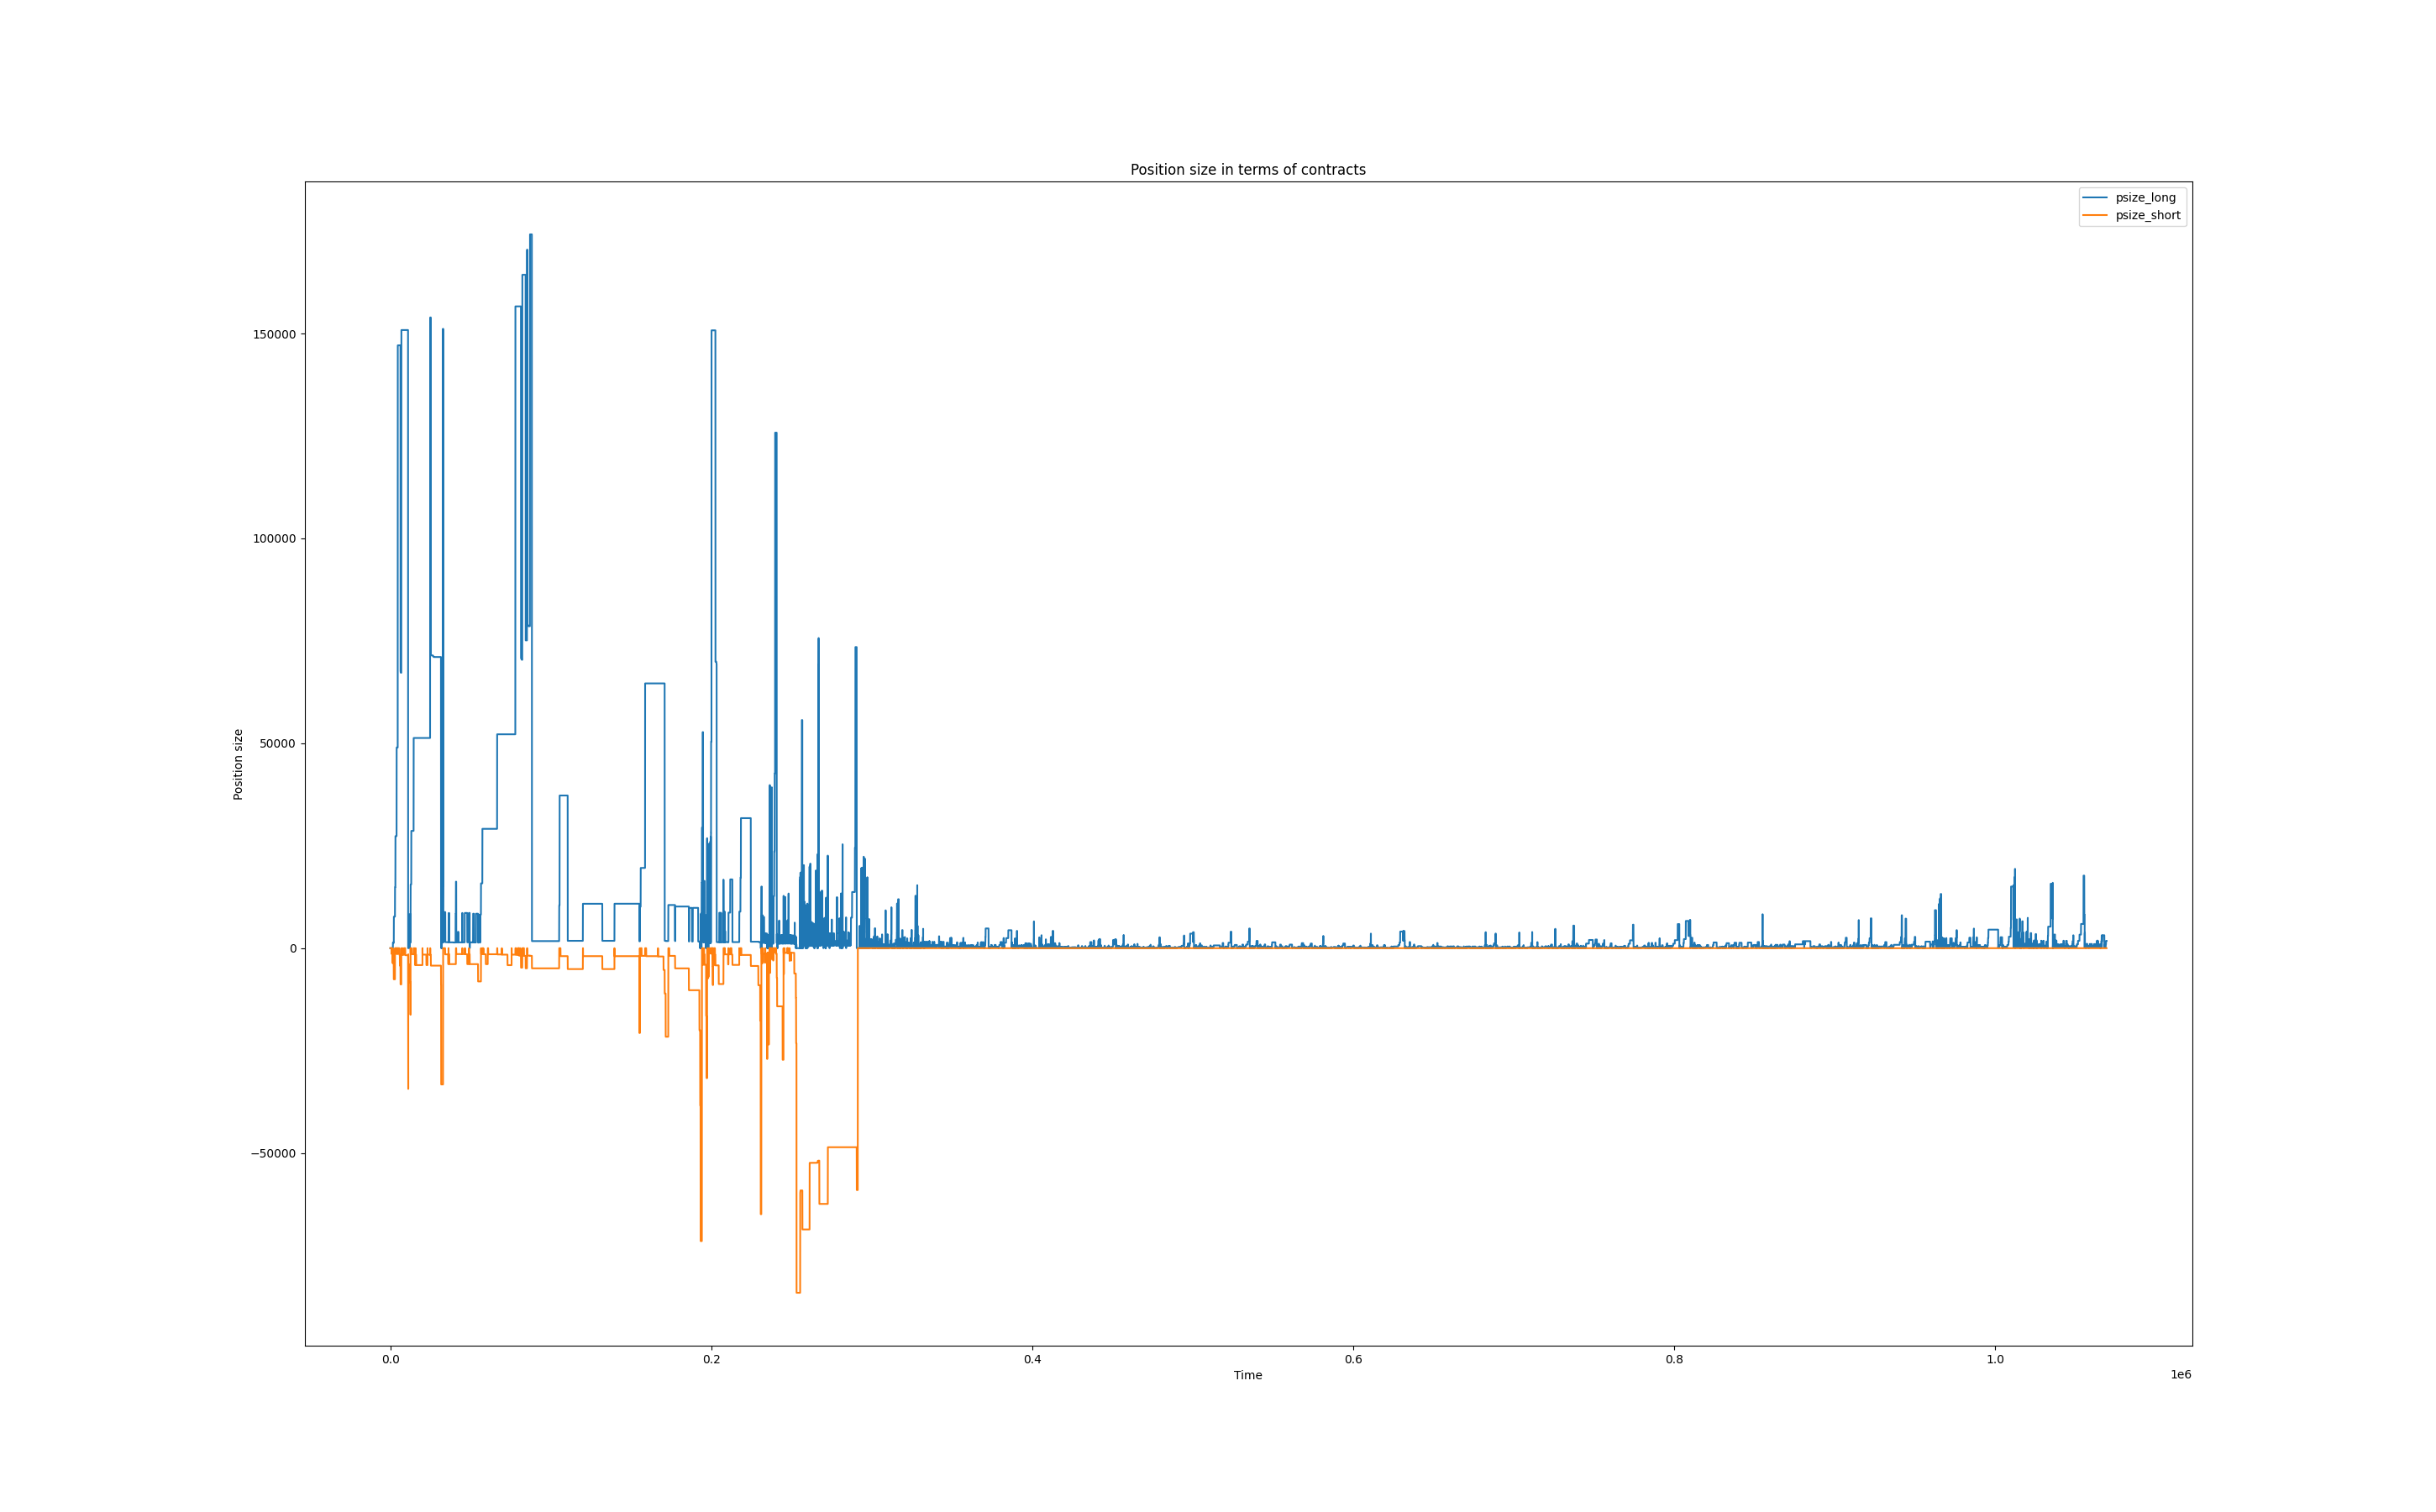 Position size in terms of contracts
psize_long
psize_short
150000
100000
50000
0
−50000
Position size
0.0
0.2
0.4
0.6
0.8
1.0
Time
1e6